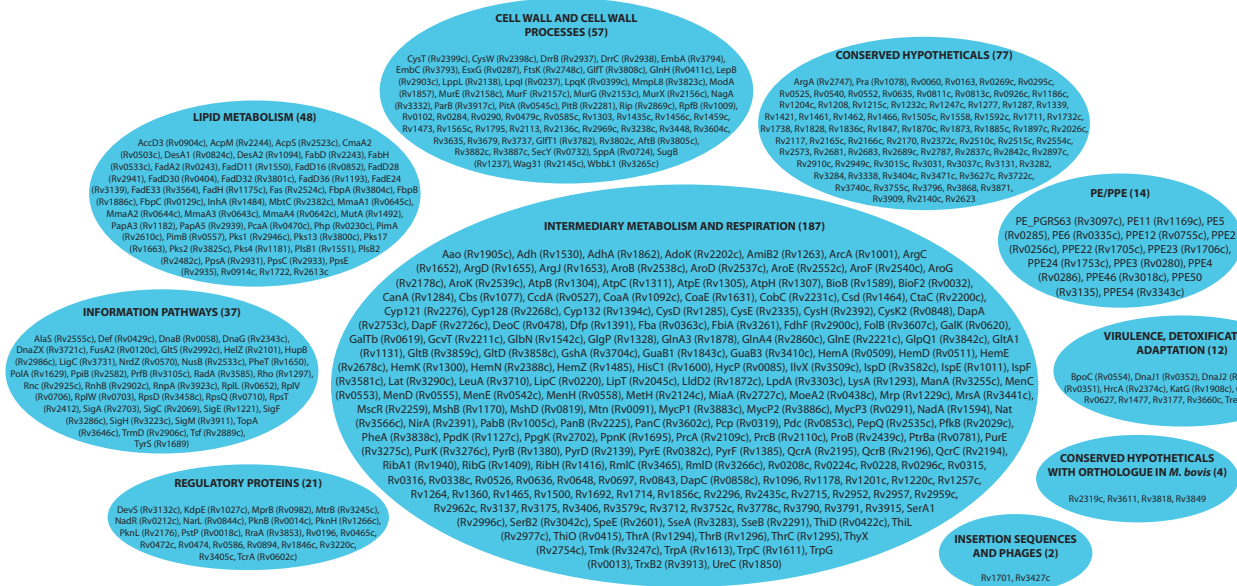 CELL WALL AND CELL WALL
PROCESSES (57)
CysT (Rv2399c), CysW (Rv2398c), DrrB (Rv2937), DrrC (Rv2938), EmbA (Rv3794),
EmbC (Rv3793), EsxG (Rv0287), FtsK (Rv2748c), GlfT (Rv3808c), GlnH (Rv0411c), LepB
(Rv2903c), LppL (Rv2138), LpqI (Rv0237), LpqK (Rv0399c), MmpL8 (Rv3823c), ModA
(Rv1857), MurE (Rv2158c), MurF (Rv2157c), MurG (Rv2153c), MurX (Rv2156c), NagA
(Rv3332), ParB (Rv3917c), PitA (Rv0545c), PitB (Rv2281), Rip (Rv2869c), RpfB (Rv1009),
Rv0102, Rv0284, Rv0290, Rv0479c, Rv0585c, Rv1303, Rv1435c, Rv1456c, Rv1459c,
Rv1473, Rv1565c, Rv1795, Rv2113, Rv2136c, Rv2969c, Rv3238c, Rv3448, Rv3604c,
Rv3635, Rv3679, Rv3737, GlfT1 (Rv3782), Rv3802c, AftB (Rv3805c),
Rv3882c, Rv3887c, SecY (Rv0732), SppA (Rv0724), SugB
(Rv1237), Wag31 (Rv2145c), WbbL1 (Rv3265c)
CONSERVED HYPOTHETICALS (77)
ArgA (Rv2747), Pra (Rv1078), Rv0060, Rv0163, Rv0269c, Rv0295c,
Rv0525, Rv0540, Rv0552, Rv0635, Rv0811c, Rv0813c, Rv0926c, Rv1186c,
Rv1204c, Rv1208, Rv1215c, Rv1232c, Rv1247c, Rv1277, Rv1287, Rv1339,
Rv1421, Rv1461, Rv1462, Rv1466, Rv1505c, Rv1558, Rv1592c, Rv1711, Rv1732c,
Rv1738, Rv1828, Rv1836c, Rv1847, Rv1870c, Rv1873, Rv1885c, Rv1897c, Rv2026c,
Rv2117, Rv2165c, Rv2166c, Rv2170, Rv2372c, Rv2510c, Rv2515c, Rv2554c,
Rv2573, Rv2681, Rv2683, Rv2689c, Rv2787, Rv2837c, Rv2842c, Rv2897c,
Rv2910c, Rv2949c, Rv3015c, Rv3031, Rv3037c, Rv3131, Rv3282,
Rv3284, Rv3338, Rv3404c, Rv3471c, Rv3627c, Rv3722c,
Rv3740c, Rv3755c, Rv3796, Rv3868, Rv3871,
Rv3909, Rv2140c, Rv2623
LIPID METABOLISM (48)
AccD3 (Rv0904c), AcpM (Rv2244), AcpS (Rv2523c), CmaA2
(Rv0503c), DesA1 (Rv0824c), DesA2 (Rv1094), FabD (Rv2243), FabH
(Rv0533c), FadA2 (Rv0243), FadD11 (Rv1550), FadD16 (Rv0852), FadD28
(Rv2941), FadD30 (Rv0404), FadD32 (Rv3801c), FadD36 (Rv1193), FadE24
(Rv3139), FadE33 (Rv3564), FadH (Rv1175c), Fas (Rv2524c), FbpA (Rv3804c), FbpB
(Rv1886c), FbpC (Rv0129c), InhA (Rv1484), MbtC (Rv2382c), MmaA1 (Rv0645c),
MmaA2 (Rv0644c), MmaA3 (Rv0643c), MmaA4 (Rv0642c), MutA (Rv1492),
PapA3 (Rv1182), PapA5 (Rv2939), PcaA (Rv0470c), Php (Rv0230c), PimA
(Rv2610c), PimB (Rv0557), Pks1 (Rv2946c), Pks13 (Rv3800c), Pks17
(Rv1663), Pks2 (Rv3825c), Pks4 (Rv1181), PlsB1 (Rv1551), PlsB2
(Rv2482c), PpsA (Rv2931), PpsC (Rv2933), PpsE
(Rv2935), Rv0914c, Rv1722, Rv2613c
PE/PPE (14)
PE_PGRS63 (Rv3097c), PE11 (Rv1169c), PE5
(Rv0285), PE6 (Rv0335c), PPE12 (Rv0755c), PPE2
(Rv0256c), PPE22 (Rv1705c), PPE23 (Rv1706c),
PPE24 (Rv1753c), PPE3 (Rv0280), PPE4
(Rv0286), PPE46 (Rv3018c), PPE50
(Rv3135), PPE54 (Rv3343c)
INTERMEDIARY METABOLISM AND RESPIRATION (187)
Aao (Rv1905c), Adh (Rv1530), AdhA (Rv1862), AdoK (Rv2202c), AmiB2 (Rv1263), ArcA (Rv1001), ArgC
(Rv1652), ArgD (Rv1655), ArgJ (Rv1653), AroB (Rv2538c), AroD (Rv2537c), AroE (Rv2552c), AroF (Rv2540c), AroG
(Rv2178c), AroK (Rv2539c), AtpB (Rv1304), AtpC (Rv1311), AtpE (Rv1305), AtpH (Rv1307), BioB (Rv1589), BioF2 (Rv0032),
CanA (Rv1284), Cbs (Rv1077), CcdA (Rv0527), CoaA (Rv1092c), CoaE (Rv1631), CobC (Rv2231c), Csd (Rv1464), CtaC (Rv2200c),
Cyp121 (Rv2276), Cyp128 (Rv2268c), Cyp132 (Rv1394c), CysD (Rv1285), CysE (Rv2335), CysH (Rv2392), CysK2 (Rv0848), DapA
(Rv2753c), DapF (Rv2726c), DeoC (Rv0478), Dfp (Rv1391), Fba (Rv0363c), FbiA (Rv3261), FdhF (Rv2900c), FolB (Rv3607c), GalK (Rv0620),
GalTb (Rv0619), GcvT (Rv2211c), GlbN (Rv1542c), GlgP (Rv1328), GlnA3 (Rv1878), GlnA4 (Rv2860c), GlnE (Rv2221c), GlpQ1 (Rv3842c), GltA1
(Rv1131), GltB (Rv3859c), GltD (Rv3858c), GshA (Rv3704c), GuaB1 (Rv1843c), GuaB3 (Rv3410c), HemA (Rv0509), HemD (Rv0511), HemE
(Rv2678c), HemK (Rv1300), HemN (Rv2388c), HemZ (Rv1485), HisC1 (Rv1600), HycP (Rv0085), IlvX (Rv3509c), IspD (Rv3582c), IspE (Rv1011), IspF
(Rv3581c), Lat (Rv3290c), LeuA (Rv3710), LipC (Rv0220), LipT (Rv2045c), LldD2 (Rv1872c), LpdA (Rv3303c), LysA (Rv1293), ManA (Rv3255c), MenC
(Rv0553), MenD (Rv0555), MenE (Rv0542c), MenH (Rv0558), MetH (Rv2124c), MiaA (Rv2727c), MoeA2 (Rv0438c), Mrp (Rv1229c), MrsA (Rv3441c),
MscR (Rv2259), MshB (Rv1170), MshD (Rv0819), Mtn (Rv0091), MycP1 (Rv3883c), MycP2 (Rv3886c), MycP3 (Rv0291), NadA (Rv1594), Nat
(Rv3566c), NirA (Rv2391), PabB (Rv1005c), PanB (Rv2225), PanC (Rv3602c), Pcp (Rv0319), Pdc (Rv0853c), PepQ (Rv2535c), PfkB (Rv2029c),
PheA (Rv3838c), PpdK (Rv1127c), PpgK (Rv2702), PpnK (Rv1695), PrcA (Rv2109c), PrcB (Rv2110c), ProB (Rv2439c), PtrBa (Rv0781), PurE
(Rv3275c), PurK (Rv3276c), PyrB (Rv1380), PyrD (Rv2139), PyrE (Rv0382c), PyrF (Rv1385), QcrA (Rv2195), QcrB (Rv2196), QcrC (Rv2194),
RibA1 (Rv1940), RibG (Rv1409), RibH (Rv1416), RmlC (Rv3465), RmlD (Rv3266c), Rv0208c, Rv0224c, Rv0228, Rv0296c, Rv0315,
Rv0316, Rv0338c, Rv0526, Rv0636, Rv0648, Rv0697, Rv0843, DapC (Rv0858c), Rv1096, Rv1178, Rv1201c, Rv1220c, Rv1257c,
Rv1264, Rv1360, Rv1465, Rv1500, Rv1692, Rv1714, Rv1856c, Rv2296, Rv2435c, Rv2715, Rv2952, Rv2957, Rv2959c,
Rv2962c, Rv3137, Rv3175, Rv3406, Rv3579c, Rv3712, Rv3752c, Rv3778c, Rv3790, Rv3791, Rv3915, SerA1
(Rv2996c), SerB2 (Rv3042c), SpeE (Rv2601), SseA (Rv3283), SseB (Rv2291), ThiD (Rv0422c), ThiL
(Rv2977c), ThiO (Rv0415), ThrA (Rv1294), ThrB (Rv1296), ThrC (Rv1295), ThyX
(Rv2754c), Tmk (Rv3247c), TrpA (Rv1613), TrpC (Rv1611), TrpG
(Rv0013), TrxB2 (Rv3913), UreC (Rv1850)
INFORMATION PATHWAYS (37)
AlaS (Rv2555c), Def (Rv0429c), DnaB (Rv0058), DnaG (Rv2343c),
DnaZX (Rv3721c), FusA2 (Rv0120c), GltS (Rv2992c), HelZ (Rv2101), HupB
(Rv2986c), LigC (Rv3731), NrdZ (Rv0570), NusB (Rv2533c), PheT (Rv1650),
PolA (Rv1629), PpiB (Rv2582), PrfB (Rv3105c), RadA (Rv3585), Rho (Rv1297),
Rnc (Rv2925c), RnhB (Rv2902c), RnpA (Rv3923c), RplL (Rv0652), RplV
(Rv0706), RplW (Rv0703), RpsD (Rv3458c), RpsQ (Rv0710), RpsT
(Rv2412), SigA (Rv2703), SigC (Rv2069), SigE (Rv1221), SigF
(Rv3286c), SigH (Rv3223c), SigM (Rv3911), TopA
(Rv3646c), TrmD (Rv2906c), Tsf (Rv2889c),
TyrS (Rv1689)
VIRULENCE, DETOXIFICAT
ADAPTATION (12)
BpoC (Rv0554), DnaJ1 (Rv0352), DnaJ2 (R
(Rv0351), HrcA (Rv2374c), KatG (Rv1908c),
Rv0627, Rv1477, Rv3177, Rv3660c, Tre
REGULATORY PROTEINS (21)
DevS (Rv3132c), KdpE (Rv1027c), MprB (Rv0982), MtrB (Rv3245c),
NadR (Rv0212c), NarL (Rv0844c), PknB (Rv0014c), PknH (Rv1266c),
PknL (Rv2176), PstP (Rv0018c), RraA (Rv3853), Rv0196, Rv0465c,
Rv0472c, Rv0474, Rv0586, Rv0894, Rv1846c, Rv3220c,
Rv3405c, TcrA (Rv0602c)
CONSERVED HYPOTHETICALS
WITH ORTHOLOGUE IN M. bovis (4)
Rv2319c, Rv3611, Rv3818, Rv3849
INSERTION SEQUENCES
AND PHAGES (2)
Rv1701, Rv3427c